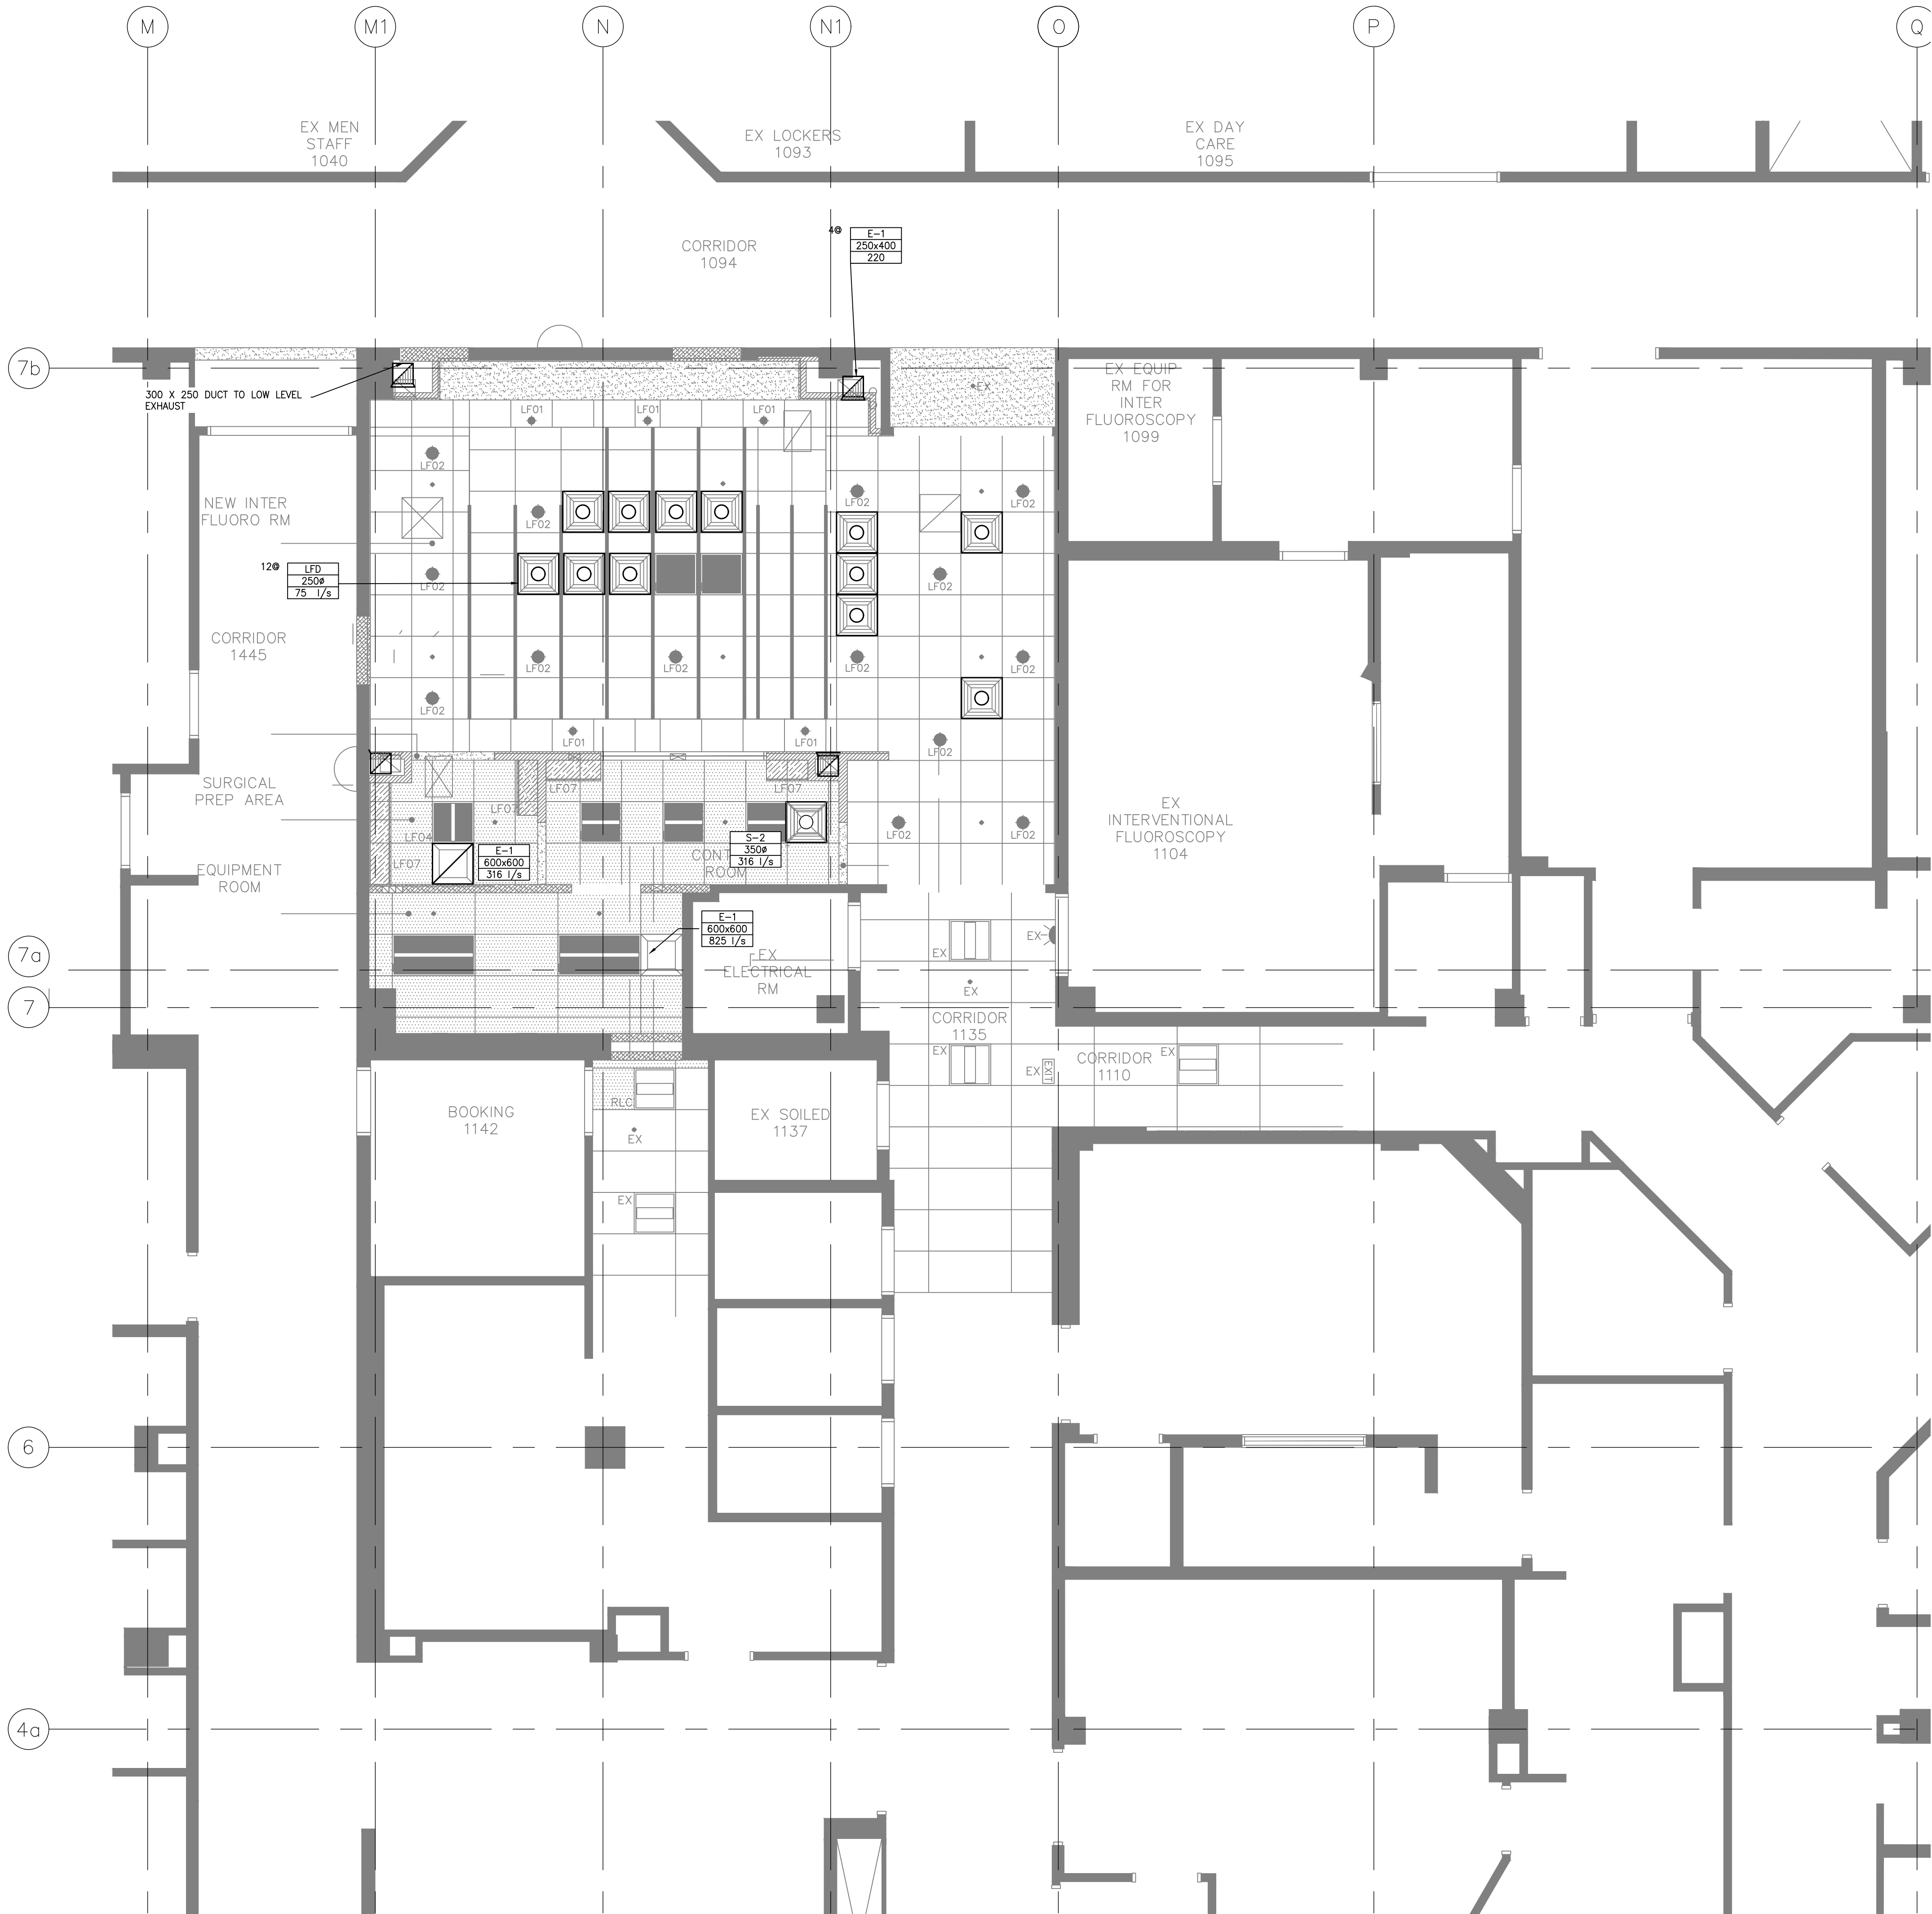 M
M1
N
N1
O
P
Q
EX MEN
STAFF
1040
EX LOCKERS
1093
EX DAY
CARE
1095
CORRIDOR
1094
4@
E-1
250x400
220
7b
300 X 250 DUCT TO LOW LEVEL
EXHAUST
EX
EX EQUIP
RM FOR
INTER
FLUOROSCOPY
1099
LF01
LF01
LF01
LF02
NEW INTER
FLUORO RM
LF02
LF02
LF02
12@
LFD
250ø
75 l/s
LF02
LF02
CORRIDOR
1445
LF02
LF02
LF02
LF02
LF02
LF01
LF01
LF02
SURGICAL
PREP AREA
LF07
LF07
LF07
LF04
LF02
LF02
EX
INTERVENTIONAL
FLUOROSCOPY
1104
S-2
350ø
316 l/s
E-1
600x600
316 l/s
LF07
CONT
ROOM
EQUIPMENT
ROOM
E-1
600x600
825 l/s
7a
EX
ELECTRICAL
RM
EX
EX
EX
7
CORRIDOR
1135
EX
EX
EXIT
CORRIDOR
1110
EX
BOOKING
1142
RLC
EX
EX SOILED
1137
EX
6
4a